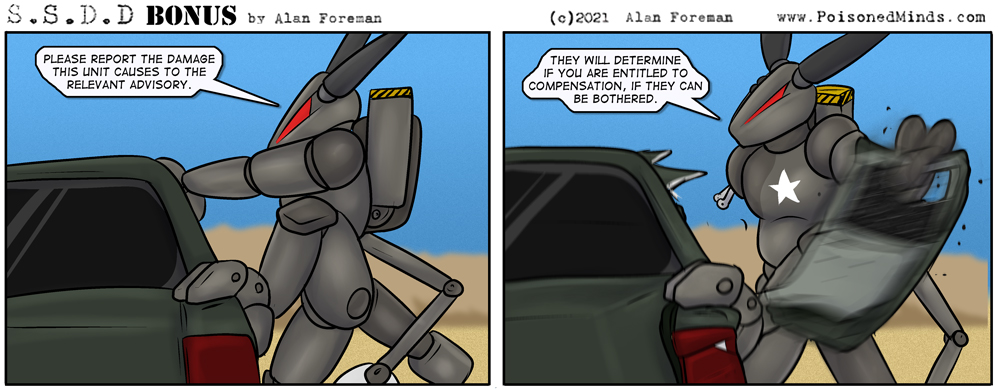 S.S.D.D BONUS by Alan Foreman (c)2021 Alan Foreman www.PoisonedMinds.com
PLEASE REPORT THE DAMAGE
THIS UNIT CAUSES TO THE
RELEVANT ADVISORY.
THEY WILL DETERMINE
IF YOU ARE ENTITLED TO
COMPENSATION, IF THEY CAN
BE BOTHERED.